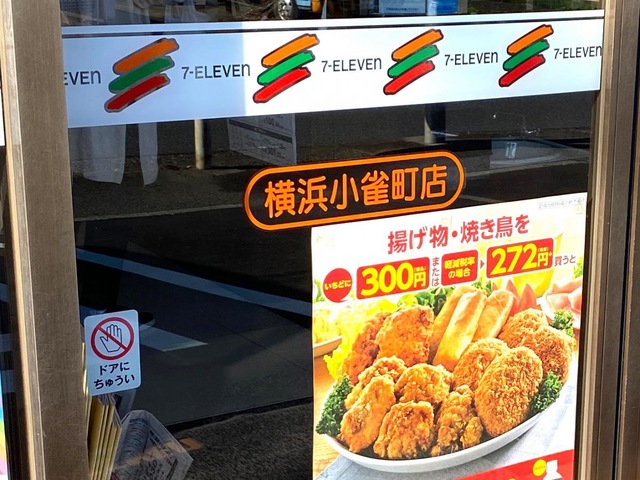 EVEN 7-ELEVEN 7-ELEVEN 7-ELEVEN 7-ELEVEN
横浜小雀町店
揚げ物・焼き鳥を
いちどに 300円(税込) または 軽減税率の場合 272円 買うと
ドアに
ちゅうい